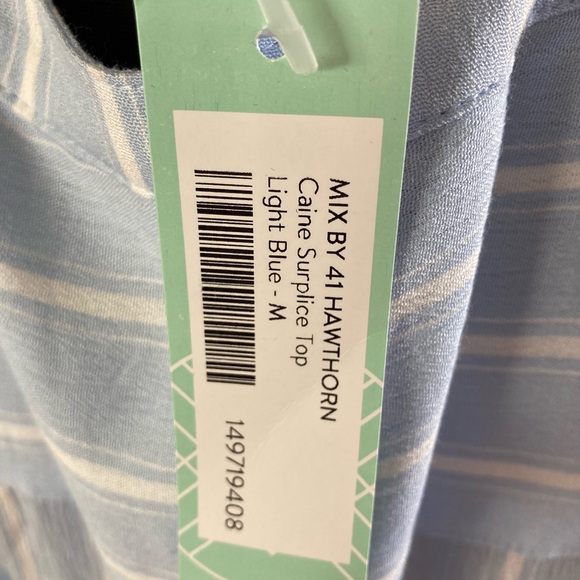 MIX BY 41 HAWTHORN
Caine Surplice Top
Light Blue - M
149719408